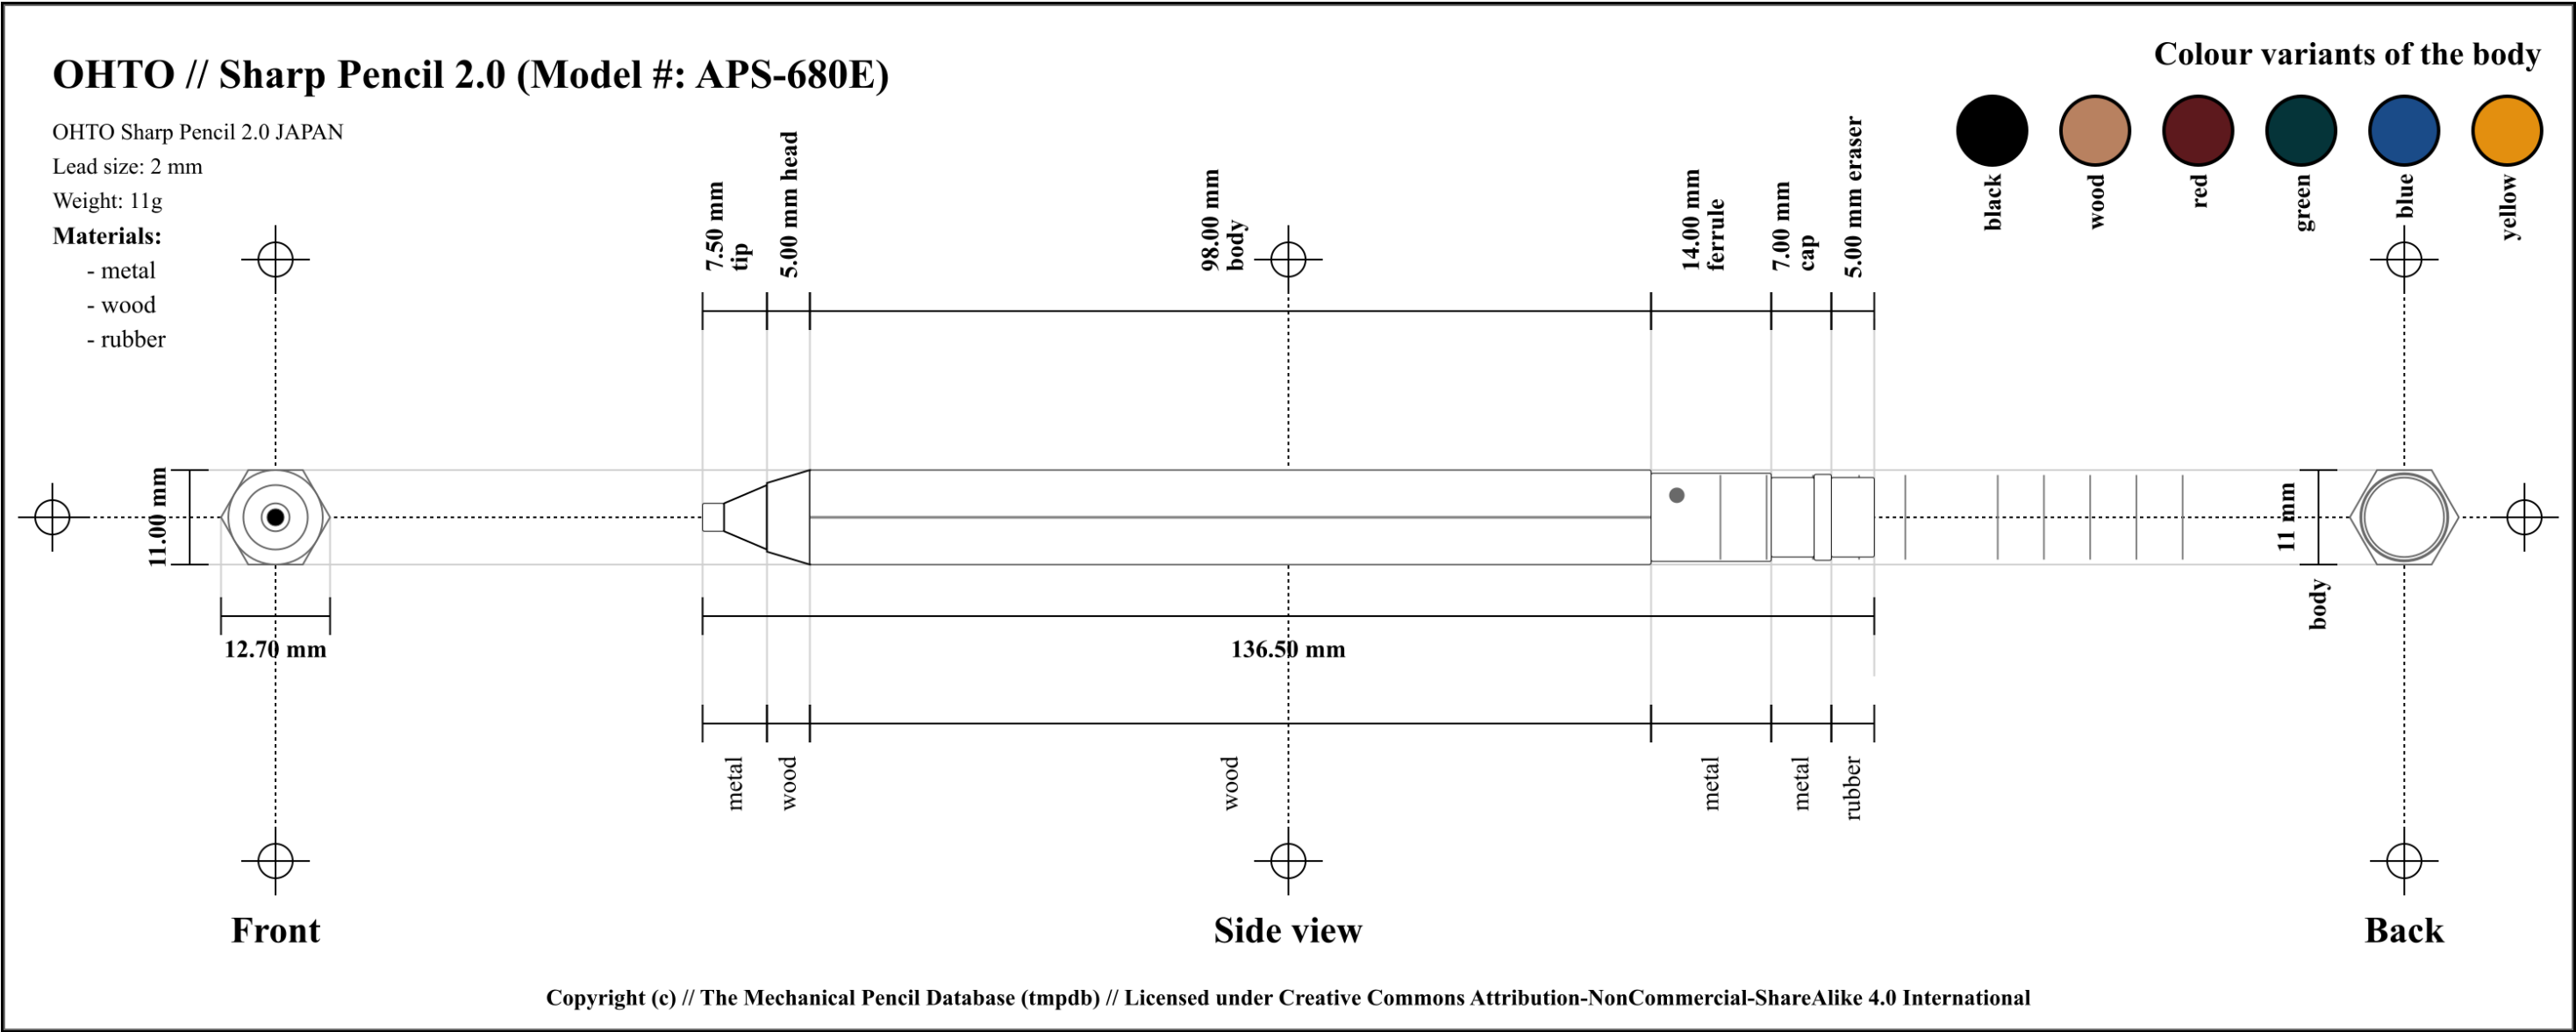 OHTO // Sharp Pencil 2.0 (Model #: APS-680E)
OHTO Sharp Pencil 2.0 JAPAN
Lead size: 2 mm
Weight: 11g
Materials:
- metal
- wood
- rubber
Colour variants of the body
black
wood
red
green
blue
yellow
7.50 mm
tip
5.00 mm head
98.00 mm
body
14.00 mm
ferrule
7.00 mm
cap
5.00 mm eraser
11.00 mm
12.70 mm
136.50 mm
11 mm
body
metal
wood
wood
metal
metal
rubber
Front
Side view
Back
Copyright (c) // The Mechanical Pencil Database (tmpdb) // Licensed under Creative Commons Attribution-NonCommercial-ShareAlike 4.0 International